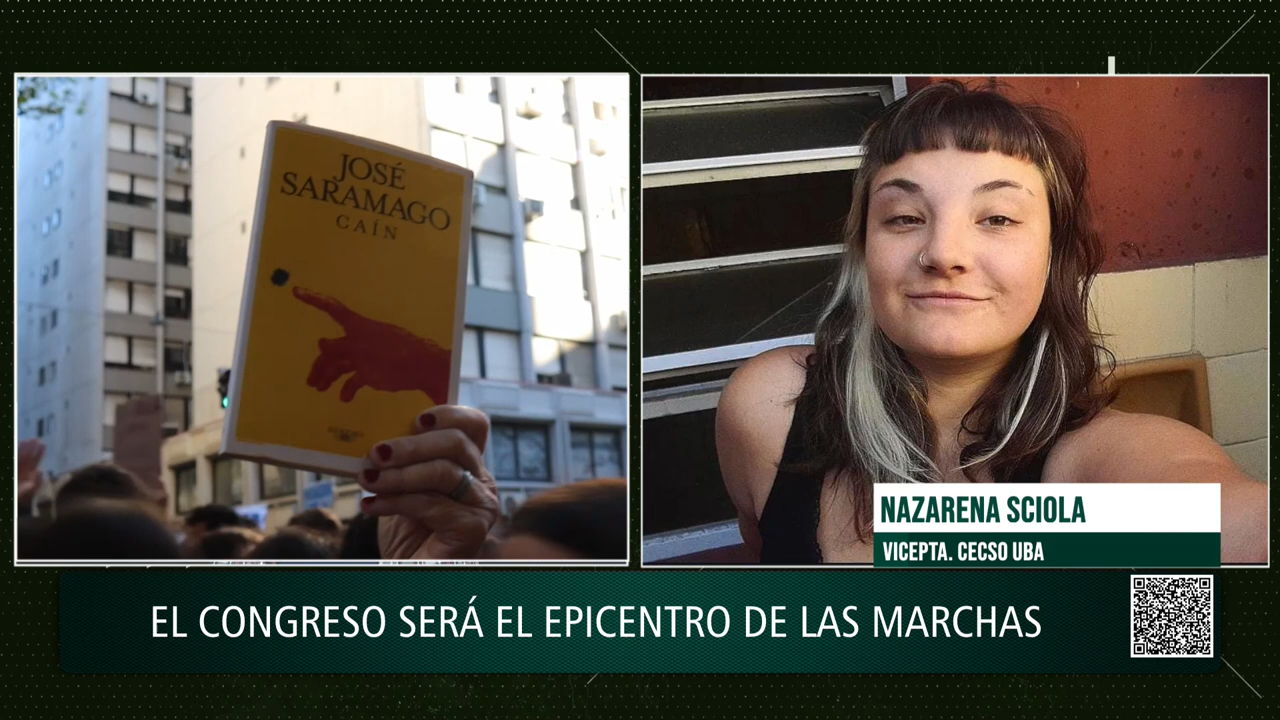 JOSÉ
SARAMAGO
CAÍN
NAZARENA SCIOLA
VICEPTA. CECSO UBA
EL CONGRESO SERÁ EL EPICENTRO DE LAS MARCHAS